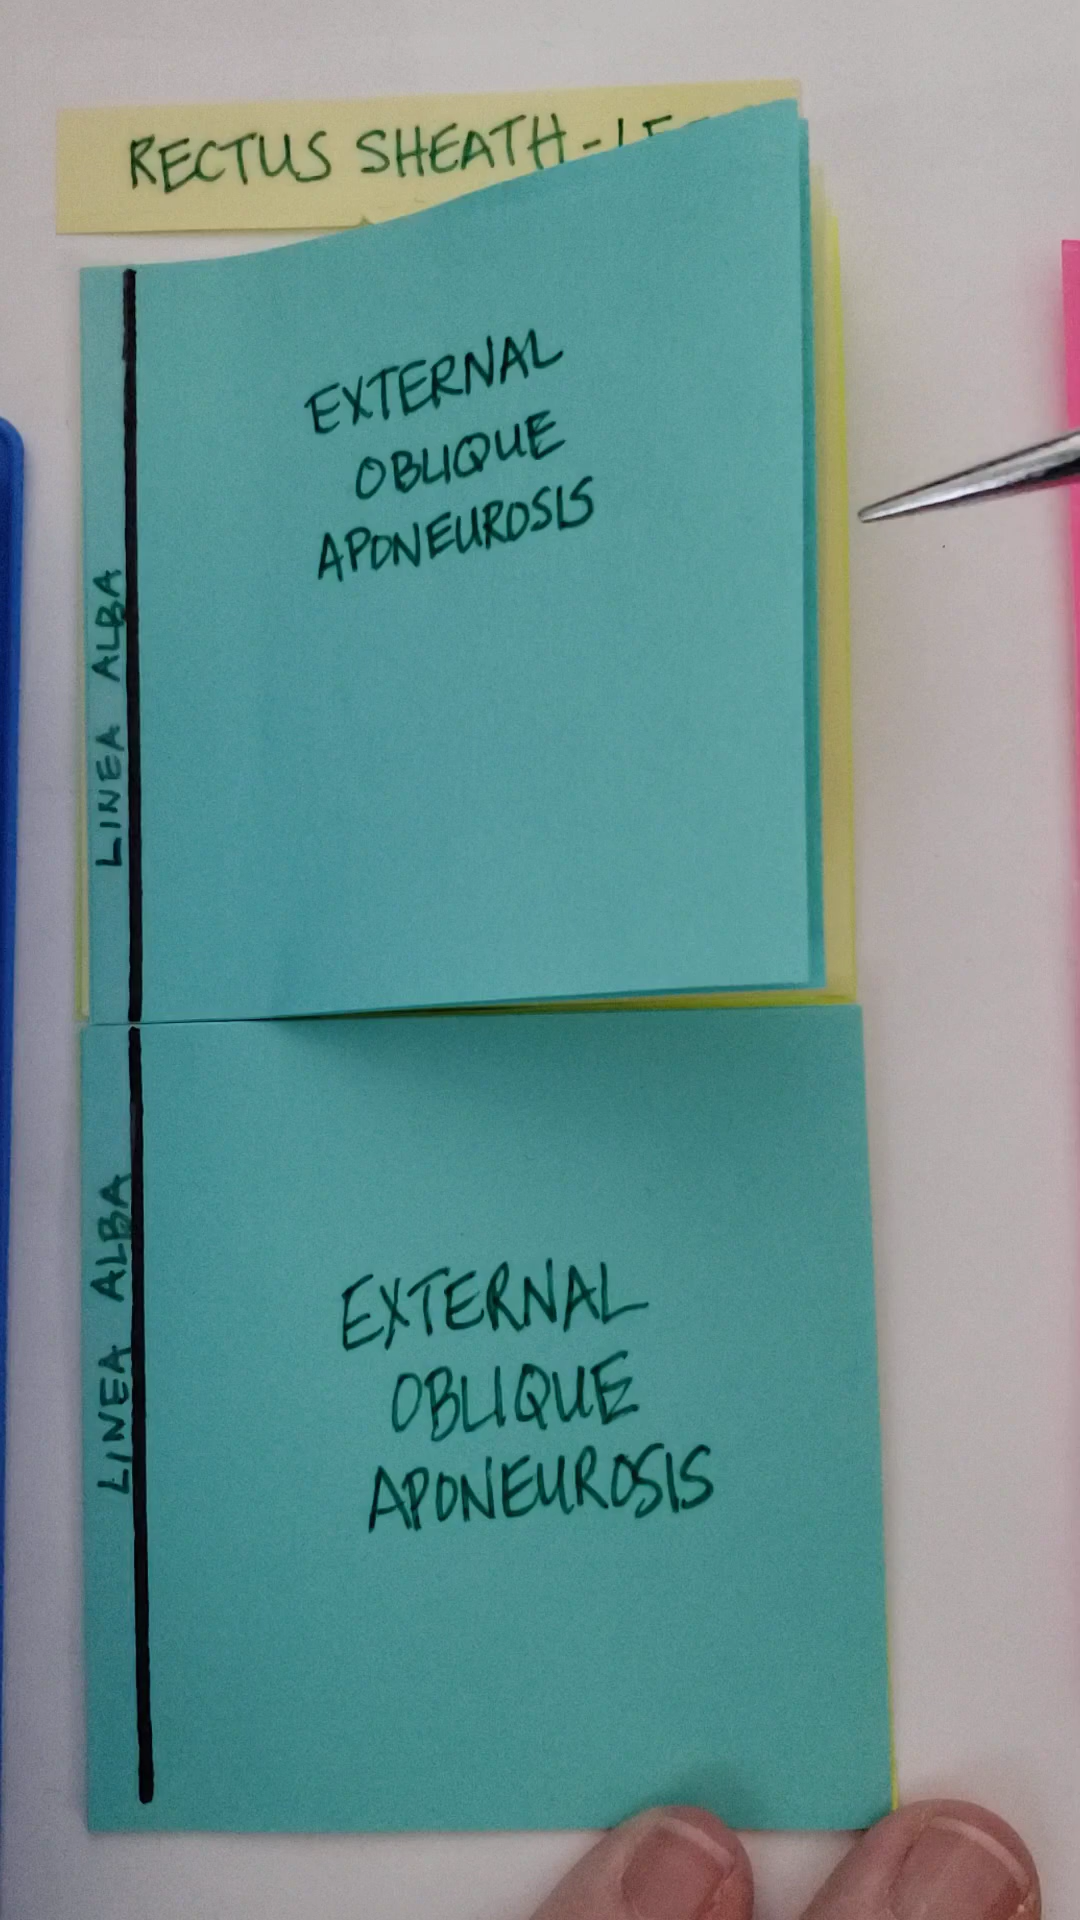 RECTUS SHEATH -
EXTERNAL
OBLIQUE
APONEUROSIS
LINEA ALBA
EXTERNAL
OBLIQUE
APONEUROSIS
LINEA ALBA